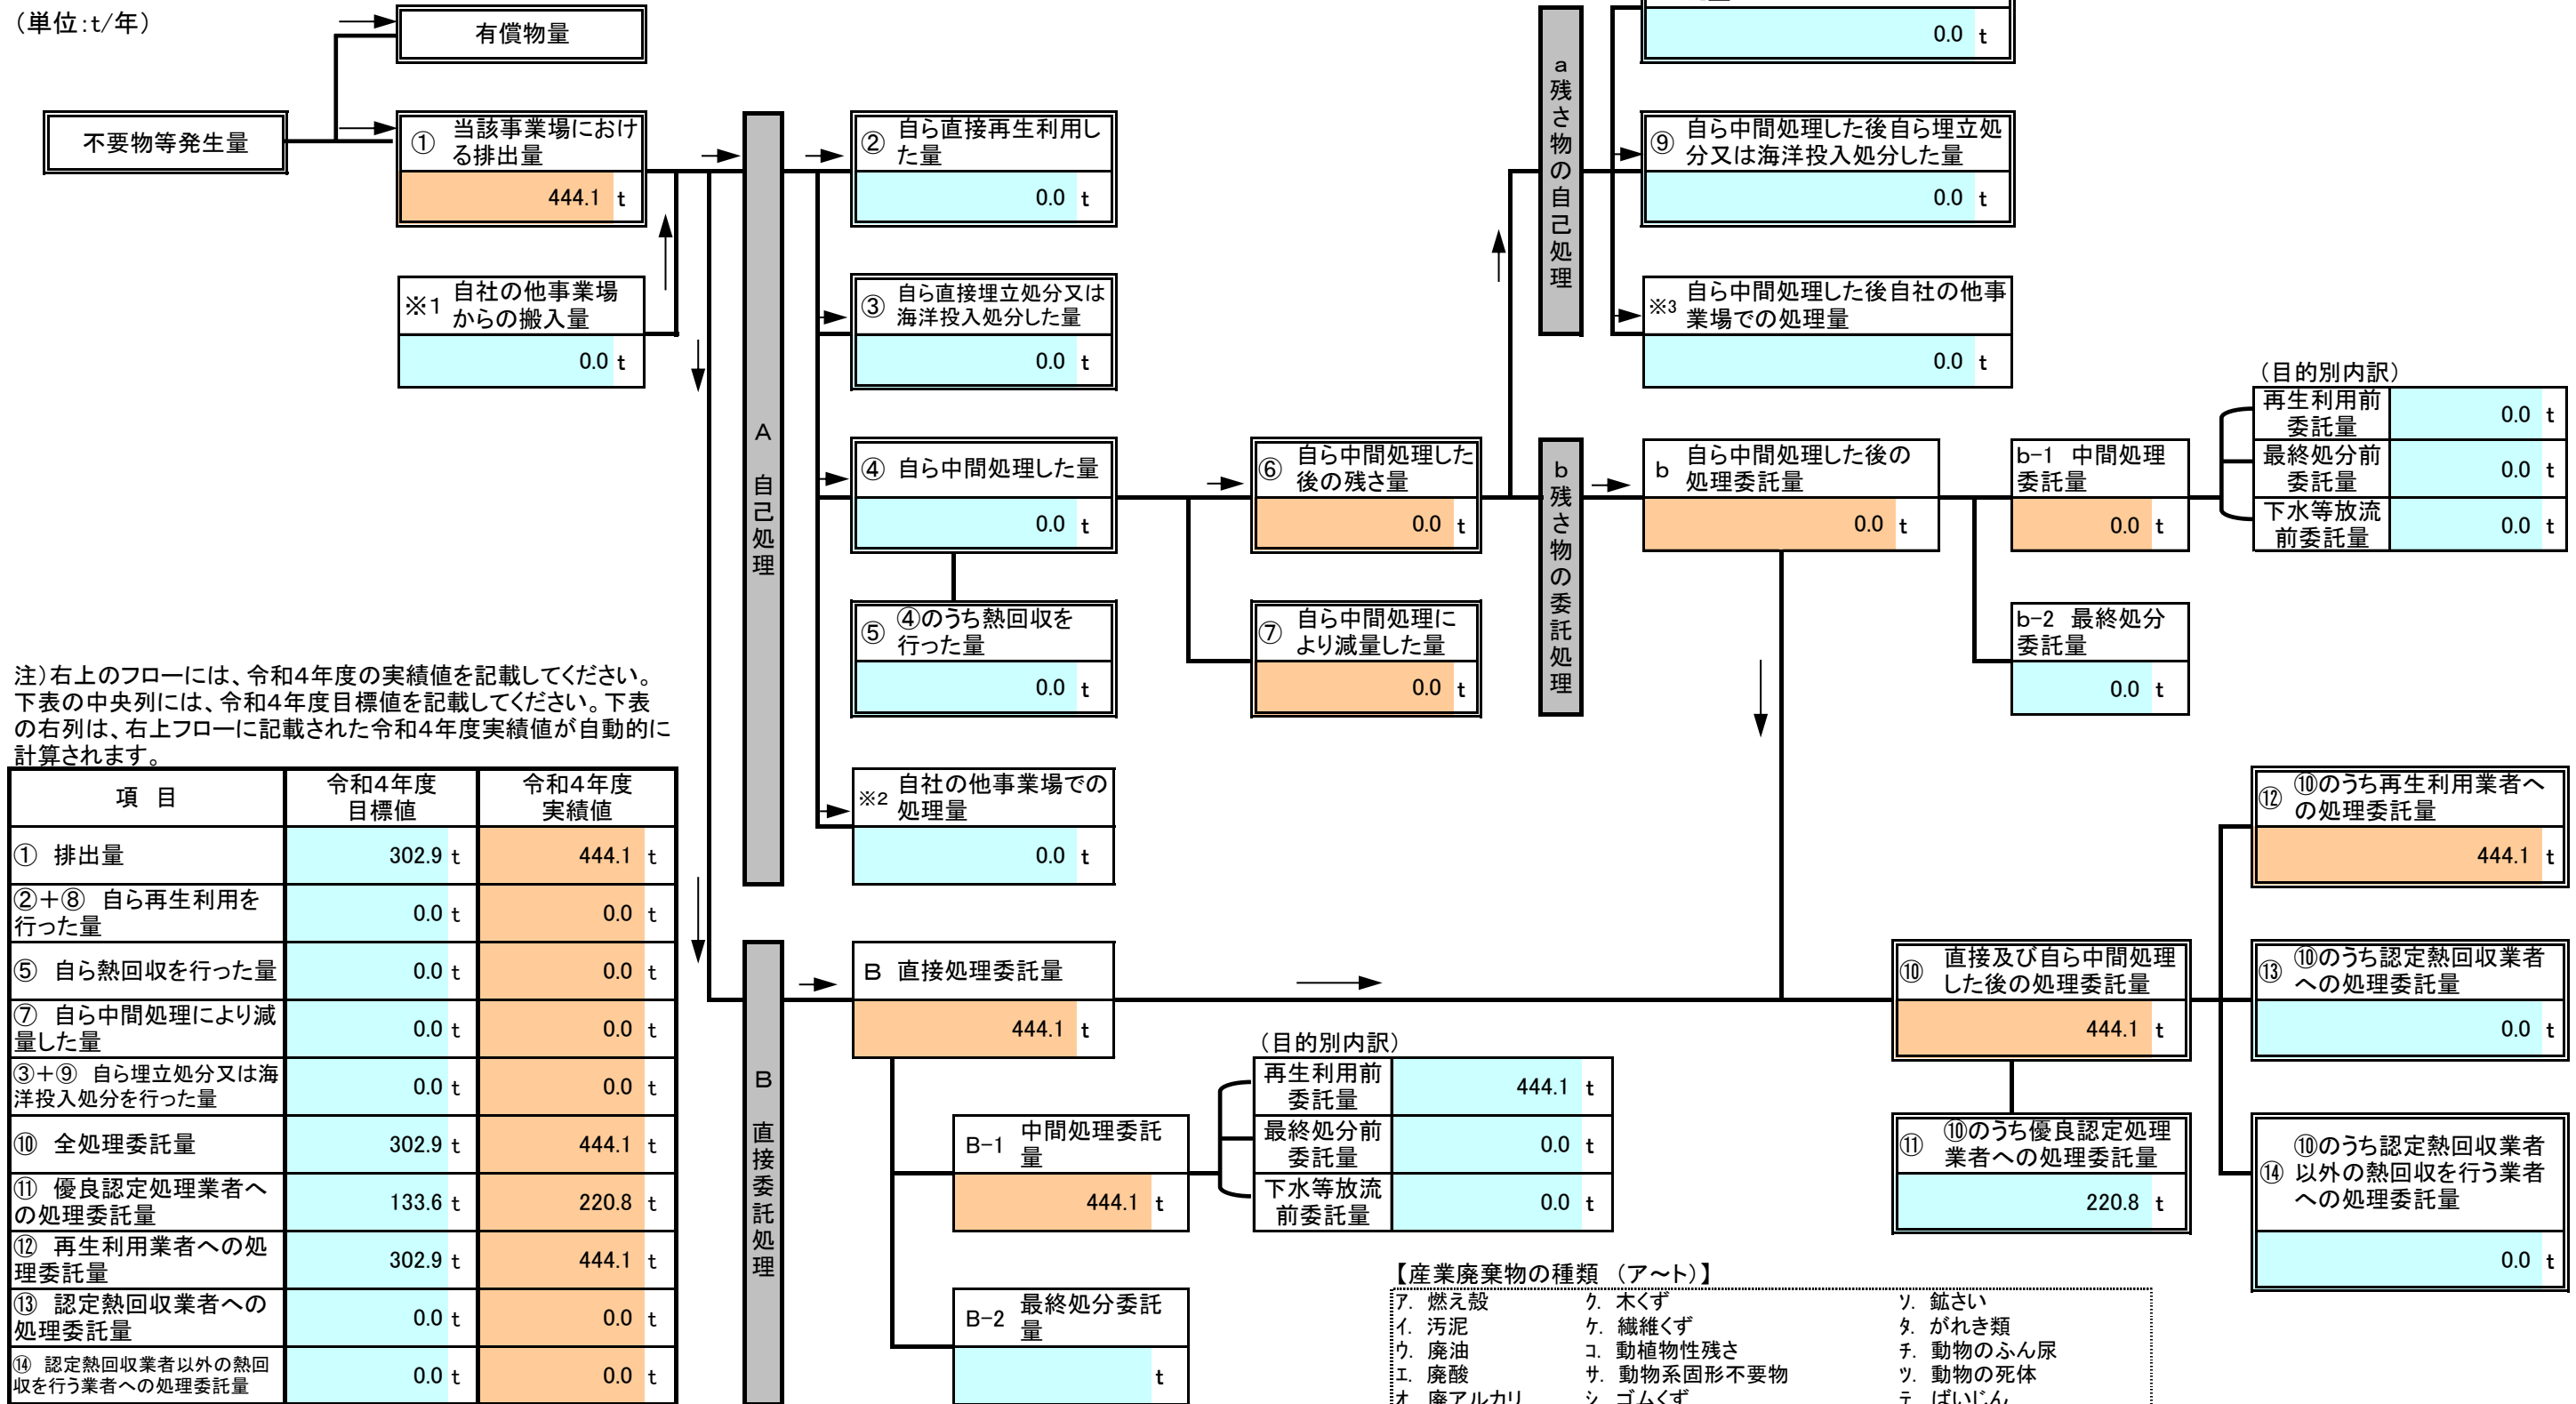 （単位：t/年）
有償物量
不要物等発生量
① 当該事業場におけ
る排出量
444.1 t
※1 自社の他事業場
からの搬入量
0.0 t
A 自己処理
② 自ら直接再生利用し
た量
0.0 t
③ 自ら直接埋立処分又は
海洋投入処分した量
0.0 t
④ 自ら中間処理した量
0.0 t
⑤ ④のうち熱回収を
行った量
0.0 t
※2 自社の他事業場での
処理量
0.0 t
⑥ 自ら中間処理した
後の残さ量
0.0 t
⑦ 自ら中間処理に
より減量した量
0.0 t
a 残さ物の自己処理
0.0 t
⑨ 自ら中間処理した後自ら埋立処
分又は海洋投入処分した量
0.0 t
※3 自ら中間処理した後自社の他事
業場での処理量
0.0 t
b 残さ物の委託処理
b 自ら中間処理した後の
処理委託量
0.0 t
b-1 中間処理
委託量
0.0 t
b-2 最終処分
委託量
0.0 t
（目的別内訳）
再生利用前
委託量
0.0 t
最終処分前
委託量
0.0 t
下水等放流
前委託量
0.0 t
注）右上のフローには、令和４年度の実績値を記載してください。
下表の中央列には、令和４年度目標値を記載してください。下表
の右列は、右上フローに記載された令和４年度実績値が自動的に
計算されます。
項 目
令和４年度
目標値
令和４年度
実績値
① 排出量
302.9 t 444.1 t
②＋⑧ 自ら再生利用を
行った量
0.0 t 0.0 t
⑤ 自ら熱回収を行った量
0.0 t 0.0 t
⑦ 自ら中間処理により減
量した量
0.0 t 0.0 t
③＋⑨ 自ら埋立処分又は海
洋投入処分を行った量
0.0 t 0.0 t
⑩ 全処理委託量
302.9 t 444.1 t
⑪ 優良認定処理業者へ
の処理委託量
133.6 t 220.8 t
⑫ 再生利用業者への処
理委託量
302.9 t 444.1 t
⑬ 認定熱回収業者への
処理委託量
0.0 t 0.0 t
⑭ 認定熱回収業者以外の熱回
収を行う業者への処理委託量
0.0 t 0.0 t
B 直接委託処理
B 直接処理委託量
444.1 t
B-1 中間処理委託
量
444.1 t
B-2 最終処分委託
量
t
（目的別内訳）
再生利用前
委託量
444.1 t
最終処分前
委託量
0.0 t
下水等放流
前委託量
0.0 t
⑩ 直接及び自ら中間処理
した後の処理委託量
444.1 t
⑪ ⑩のうち優良認定処理
業者への処理委託量
220.8 t
⑫ ⑩のうち再生利用業者へ
の処理委託量
444.1 t
⑬ ⑩のうち認定熱回収業者
への処理委託量
0.0 t
⑭ ⑩のうち認定熱回収業者
以外の熱回収を行う業者
への処理委託量
0.0 t
【産業廃棄物の種類 （ア～ト）】
ｱ. 燃え殻 ｸ. 木くず ｿ. 鉱さい
ｲ. 汚泥 ｹ. 繊維くず ﾀ. がれき類
ｳ. 廃油 ｺ. 動植物性残さ ﾁ. 動物のふん尿
ｴ. 廃酸 ｻ. 動物系固形不要物 ﾂ. 動物の死体
ｵ. 廃アルカリ ｼ. ゴムくず ﾃ. ばいじん